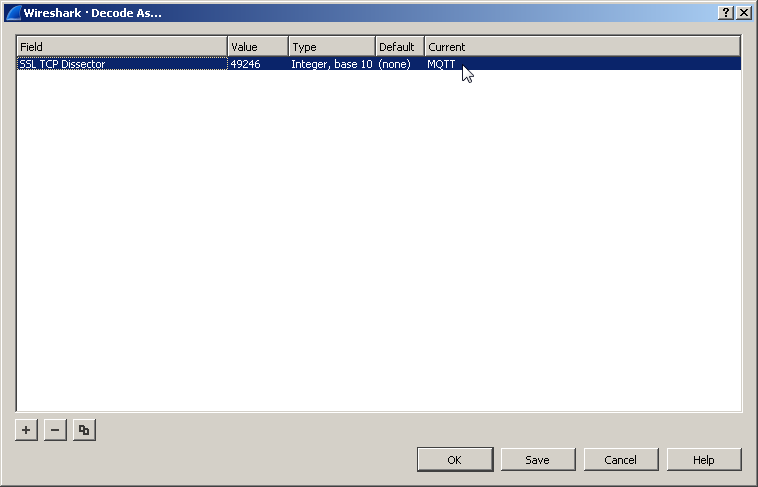 Wireshark · Decode As...
Field Value Type Default Current
SSL TCP Dissector 49246 Integer, base 10 (none) MQTT
OK Save Cancel Help